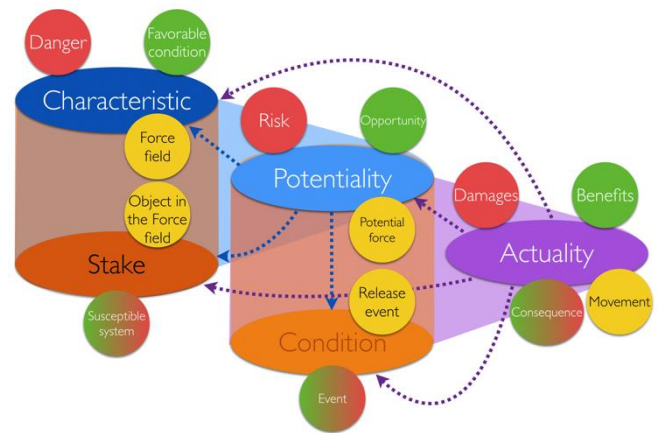 Danger
Favorable
condition
Characteristic
Force
field
Risk
Opportunity
Potentiality
Object in
the Force
field
Damages
Benefits
Potential
force
Stake
Actuality
Release
event
Consequence
Movement
Susceptible
system
Condition
Event